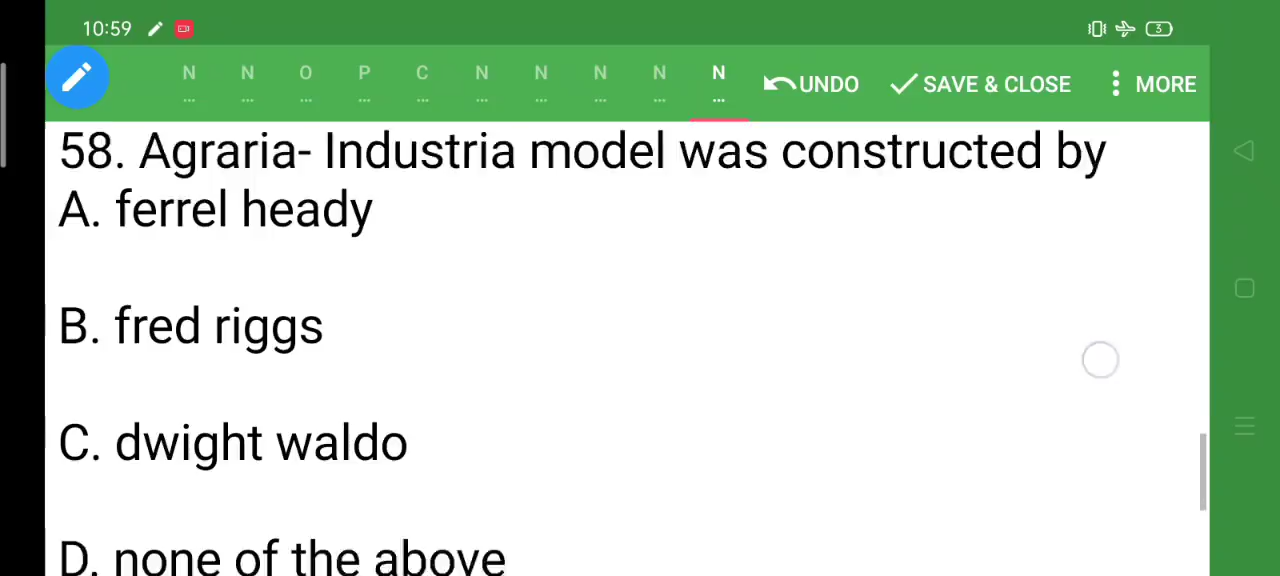 10:59
3
N N O P C N N N N N
... ... ... ... ... ... ... ... ... ...
UNDO
SAVE & CLOSE
MORE
58. Agraria- Industria model was constructed by
A. ferrel heady
B. fred riggs
C. dwight waldo
D. none of the above